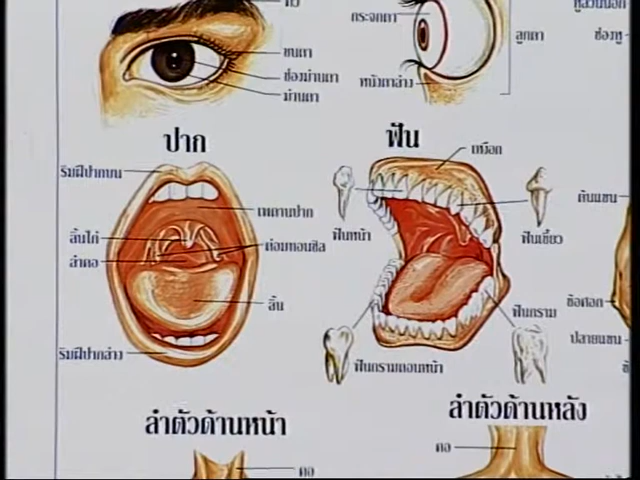 คิ้ว
ขนตา
ช่องม่านตา
ม่านตา
กระจกตา
ลูกตา
หนังตาล่าง
ช่องหู
ปาก
ริมฝีปากบน
เพดานปาก
ลิ้นไก่
ต่อมทอนซิล
ลำคอ
ลิ้น
ริมฝีปากล่าง
ฟัน
เหงือก
ฟันหน้า
ฟันเขี้ยว
ฟันกราม
ฟันกรามตอนหน้า
ต้นแขน
ข้อศอก
ปลายแขน
ลำตัวด้านหน้า
คอ
ลำตัวด้านหลัง
คอ